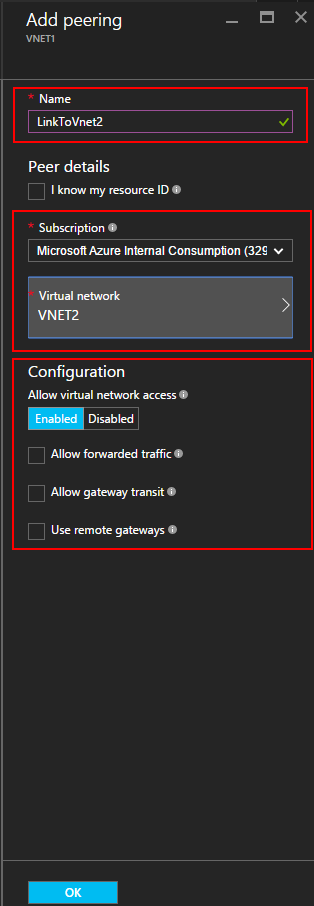 Add peering
VNET1
* Name
LinkToVnet2
Peer details
I know my resource ID
* Subscription
Microsoft Azure Internal Consumption (329
* Virtual network
VNET2
Configuration
Allow virtual network access
Enabled Disabled
Allow forwarded traffic
Allow gateway transit
Use remote gateways
OK